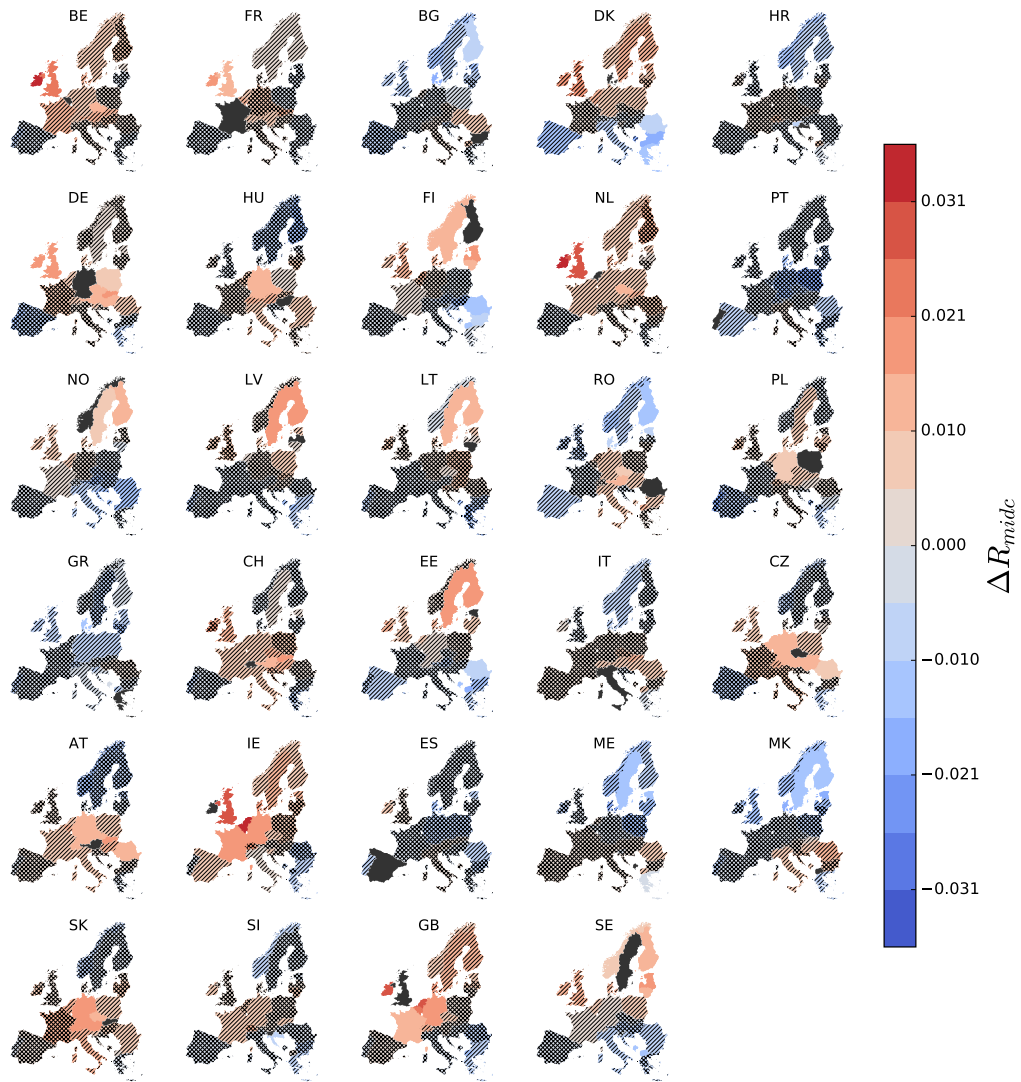 BE FR BG DK HR
DE HU FI NL PT
NO LV LT RO PL
GR CH EE IT CZ
AT IE ES ME MK
SK SI GB SE
0.031
0.021
0.010
0.000
−0.010
−0.021
−0.031
ΔR_midc